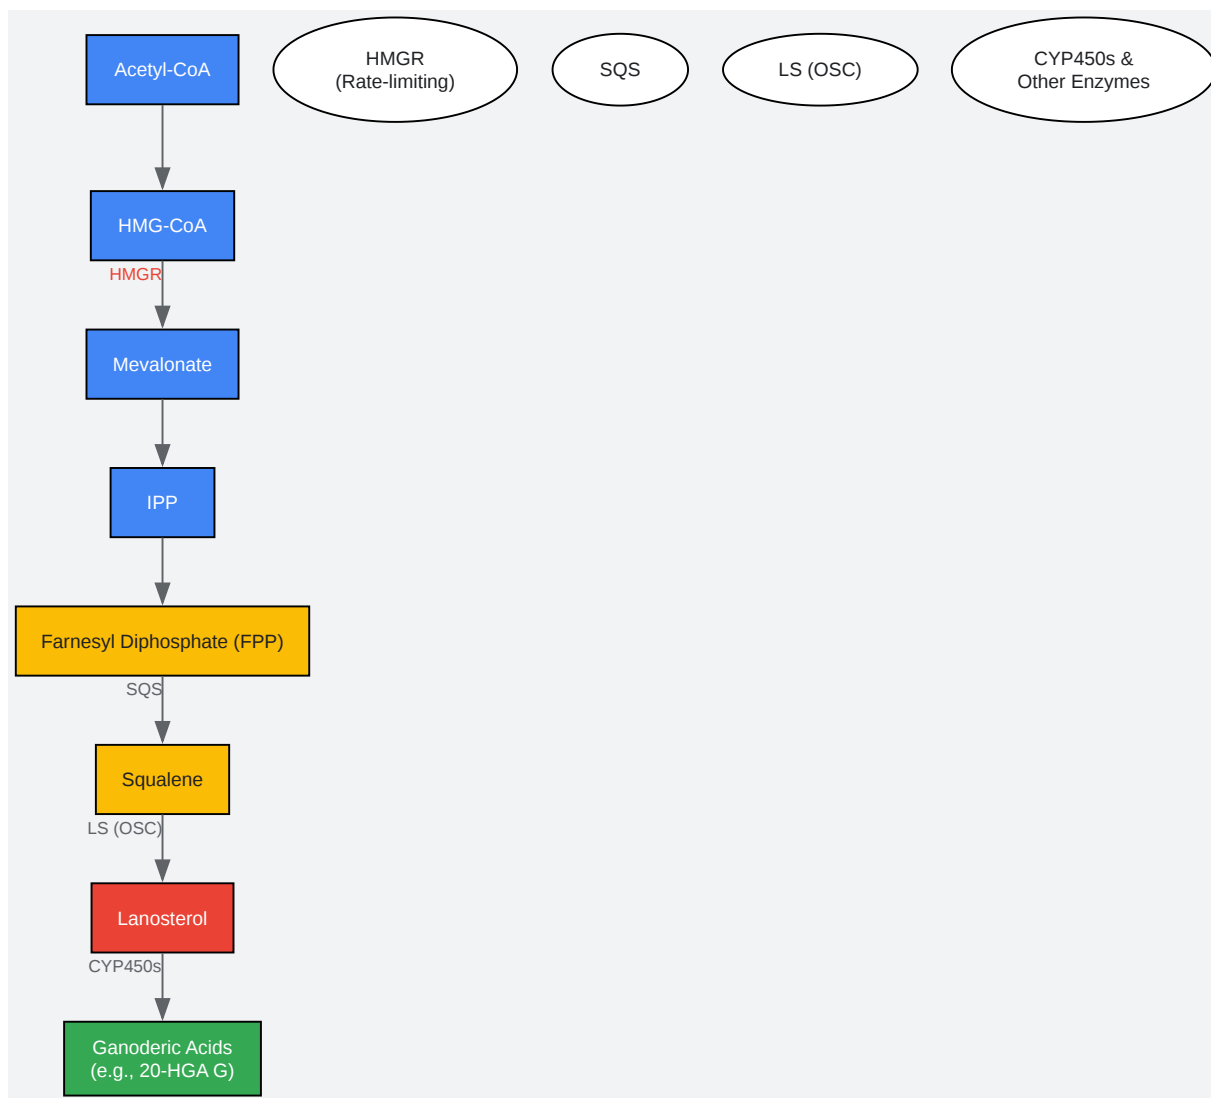 Acetyl-CoA
HMGR
(Rate-limiting)
SQS
LS (OSC)
CYP450s &
Other Enzymes
HMG-CoA
HMGR
Mevalonate
IPP
Farnesyl Diphosphate (FPP)
SQS
Squalene
LS (OSC)
Lanosterol
CYP450s
Ganoderic Acids
(e.g., 20-HGA G)